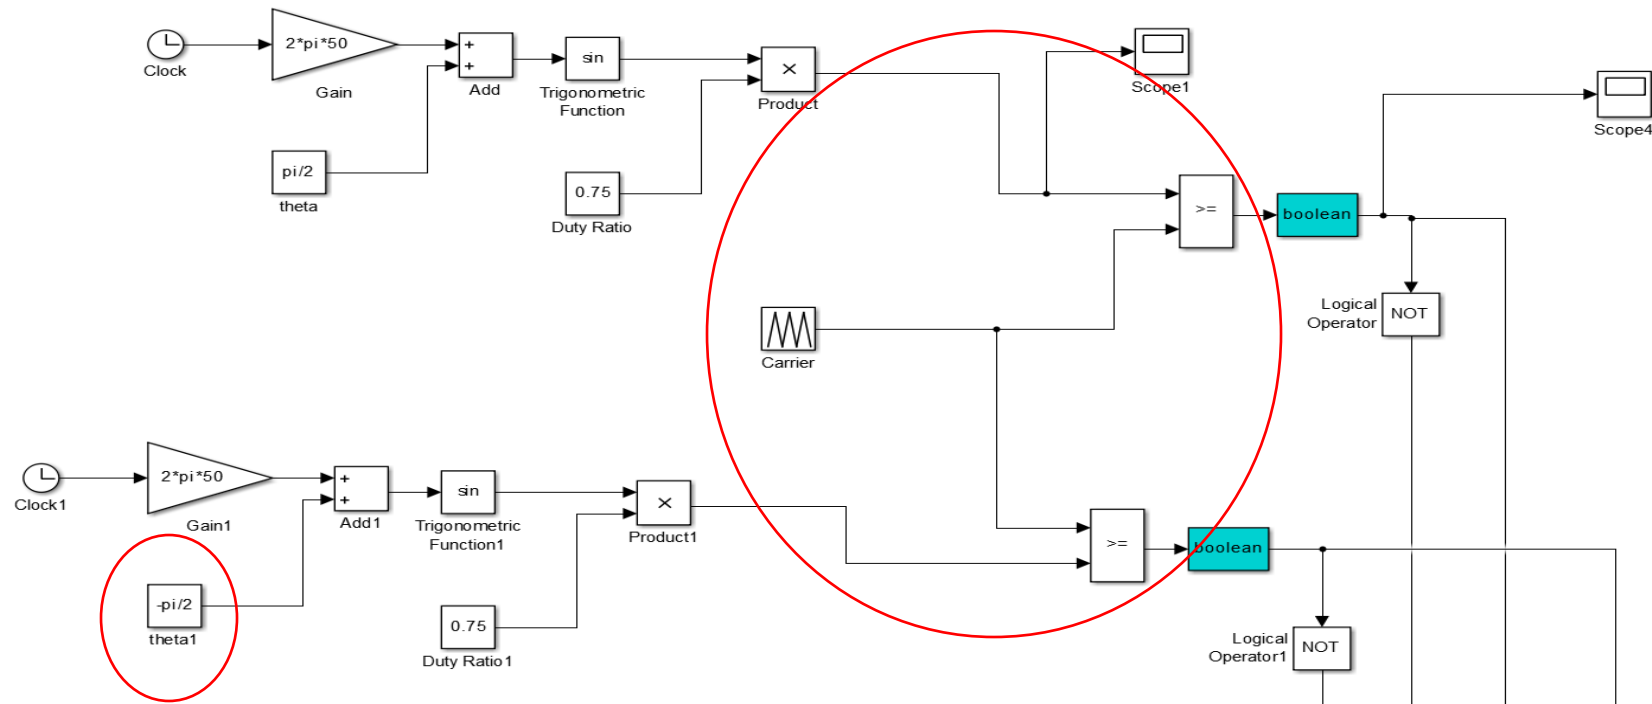 Clock
2*pi*50
Gain
+
+
Add
sin
Trigonometric
Function
×
Product
Scope1
Scope4
pi/2
theta
0.75
Duty Ratio
>=
boolean
Logical
Operator
NOT
Carrier
Clock1
2*pi*50
Gain1
+
+
Add1
sin
Trigonometric
Function1
×
Product1
>=
boolean
-pi/2
theta1
0.75
Duty Ratio1
Logical
Operator1
NOT